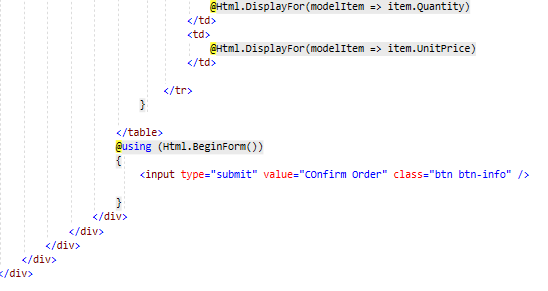 @Html.DisplayFor(modelItem => item.Quantity)
</td>
<td>
@Html.DisplayFor(modelItem => item.UnitPrice)
</td>
</tr>
}
</table>
@using (Html.BeginForm())
{
<input type="submit" value="COnfirm Order" class="btn btn-info" />
}
</div>
</div>
</div>
</div>
</div>